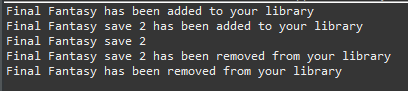 Final Fantasy has been added to your library
Final Fantasy save 2 has been added to your library
Final Fantasy save 2
Final Fantasy save 2 has been removed from your library
Final Fantasy has been removed from your library